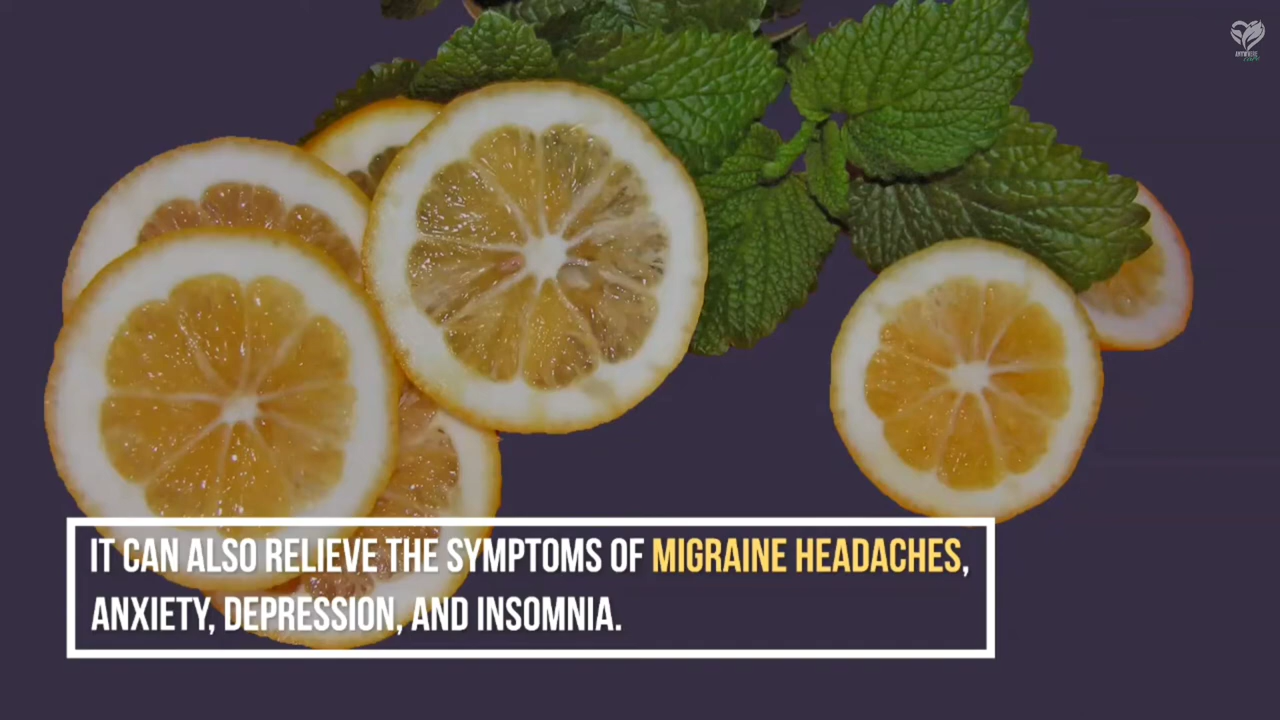 IT CAN ALSO RELIEVE THE SYMPTOMS OF MIGRAINE HEADACHES,
ANXIETY, DEPRESSION, AND INSOMNIA.